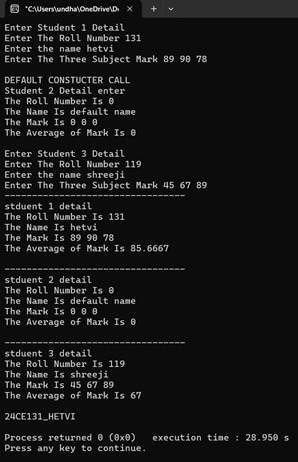 "C:\Users\undha\OneDrive\De
Enter Student 1 Detail
Enter The Roll Number 131
Enter the name hetvi
Enter The Three Subject Mark 89 90 78
DEFAULT CONSTUCTER CALL
Student 2 Detail enter
The Roll Number Is 0
The Name Is default name
The Mark Is 0 0 0
The Average of Mark Is 0
Enter Student 3 Detail
Enter The Roll Number 119
Enter the name shreeji
Enter The Three Subject Mark 45 67 89
----------------------------------
stduent 1 detail
The Roll Number Is 131
The Name Is hetvi
The Mark Is 89 90 78
The Average of Mark Is 85.6667
----------------------------------
stduent 2 detail
The Roll Number Is 0
The Name Is default name
The Mark Is 0 0 0
The Average of Mark Is 0
----------------------------------
stduent 3 detail
The Roll Number Is 119
The Name Is shreeji
The Mark Is 45 67 89
The Average of Mark Is 67
24CE131_HETVI
Process returned 0 (0x0)   execution time : 28.950 s
Press any key to continue.